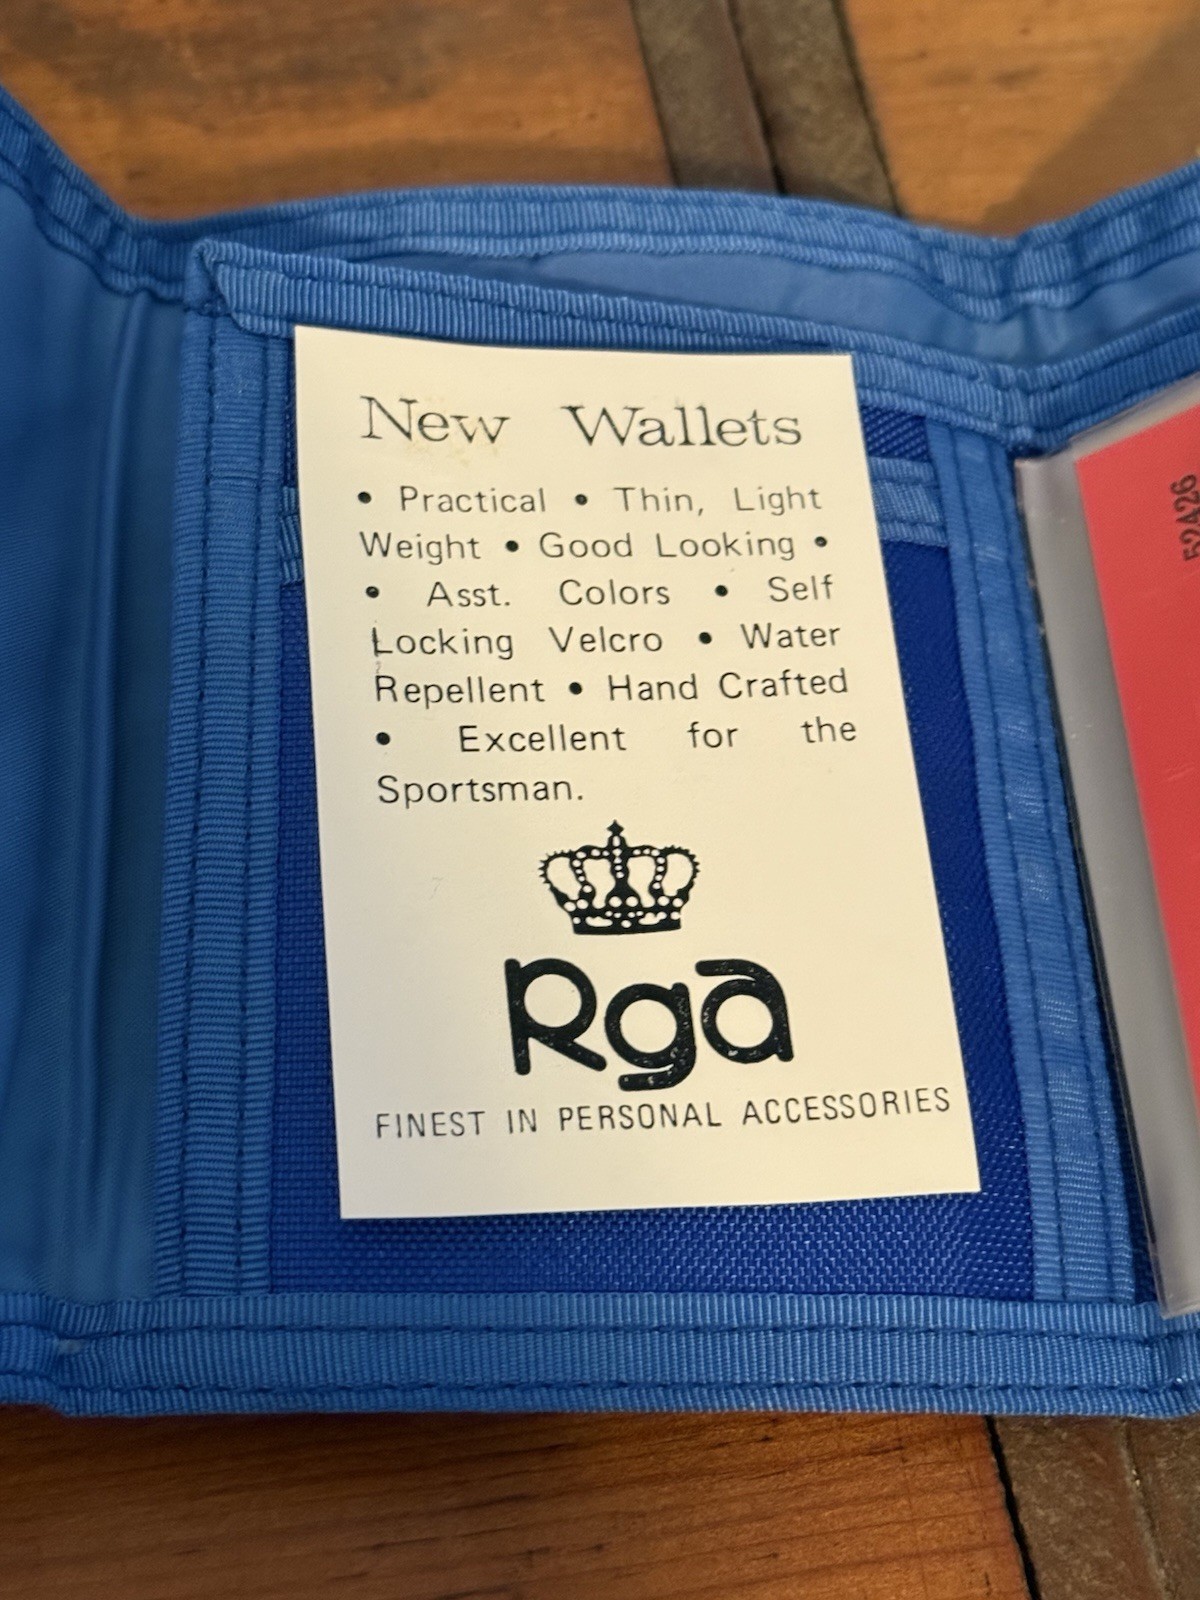 New Wallets
• Practical • Thin, Light
Weight • Good Looking •
• Asst. Colors • Self
Locking Velcro • Water
Repellent • Hand Crafted
• Excellent for the
Sportsman.
Rga
FINEST IN PERSONAL ACCESSORIES
52426